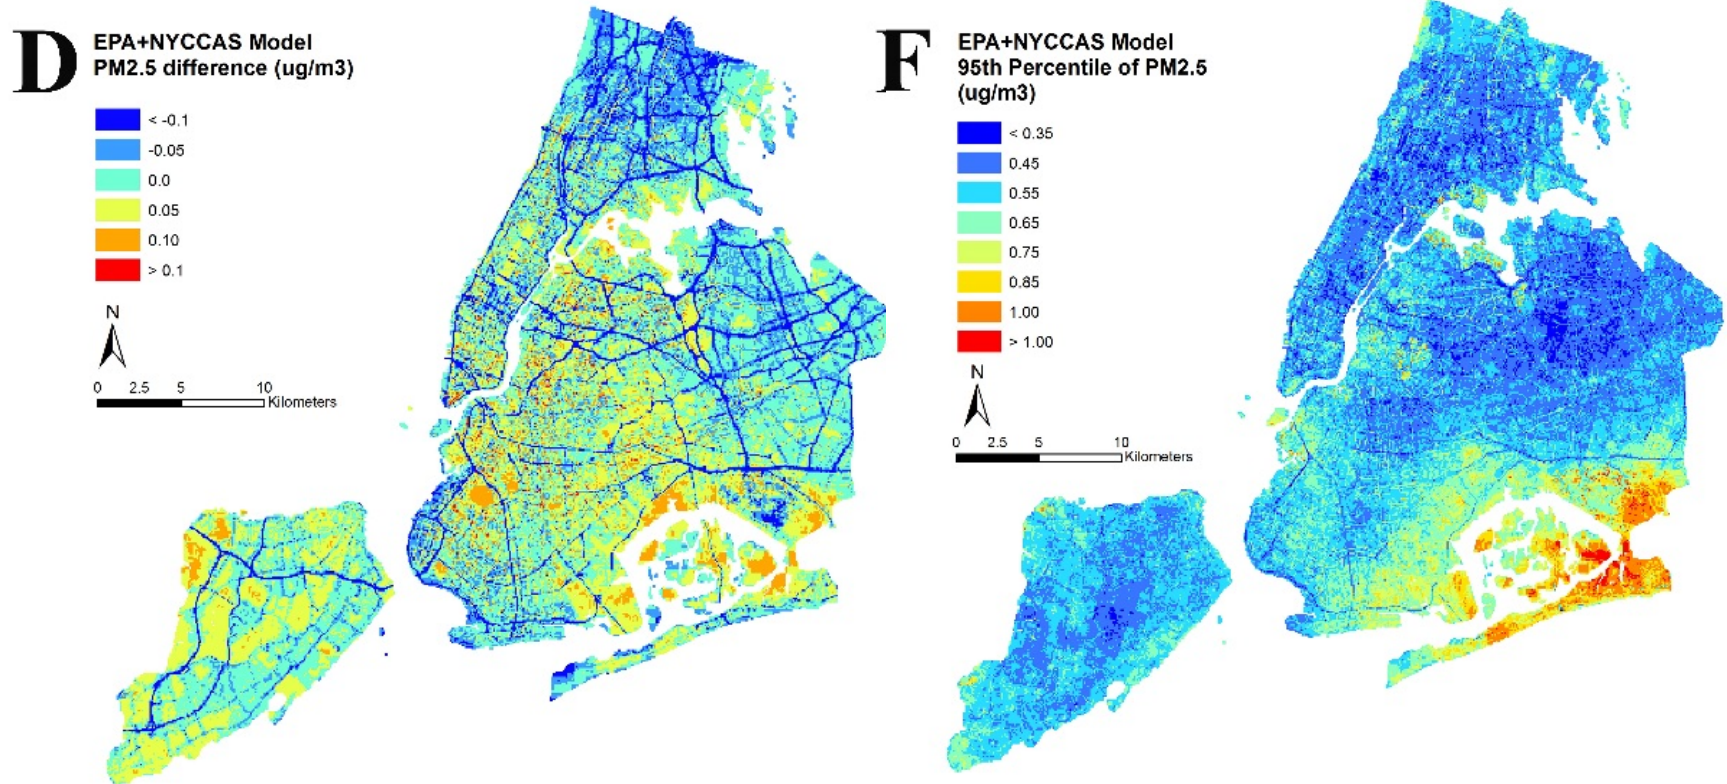 D
EPA+NYCCAS Model
PM2.5 difference (ug/m3)
< -0.1
-0.05
0.0
0.05
0.10
> 0.1
N
0 2.5 5 10
Kilometers
F
EPA+NYCCAS Model
95th Percentile of PM2.5
(ug/m3)
< 0.35
0.45
0.55
0.65
0.75
0.85
1.00
> 1.00
N
0 2.5 5 10
Kilometers